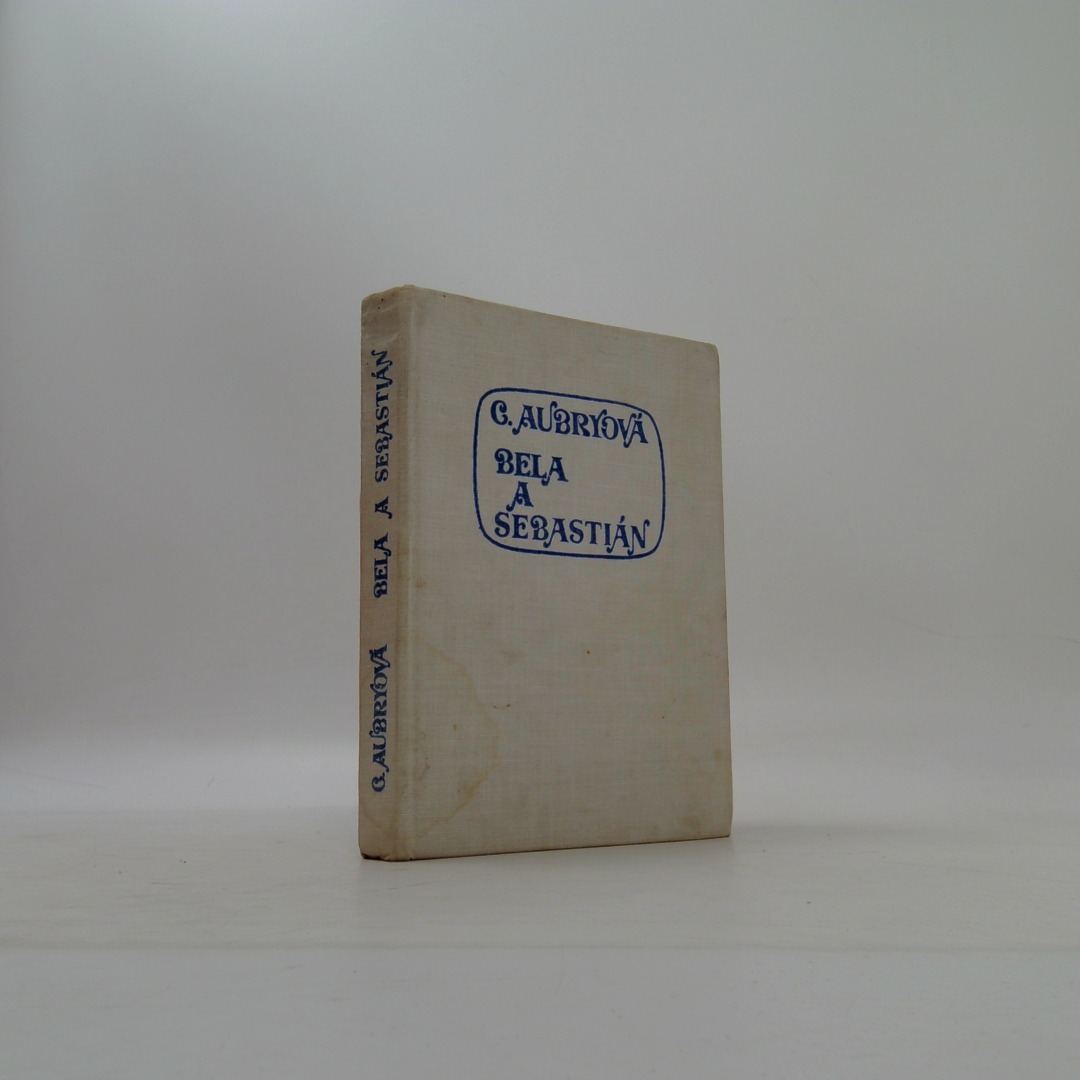 C. AUBRYOVÁ
BELA
A
SEBASTIÁN
C. AUBRYOVÁ BELA A SEBASTIÁN